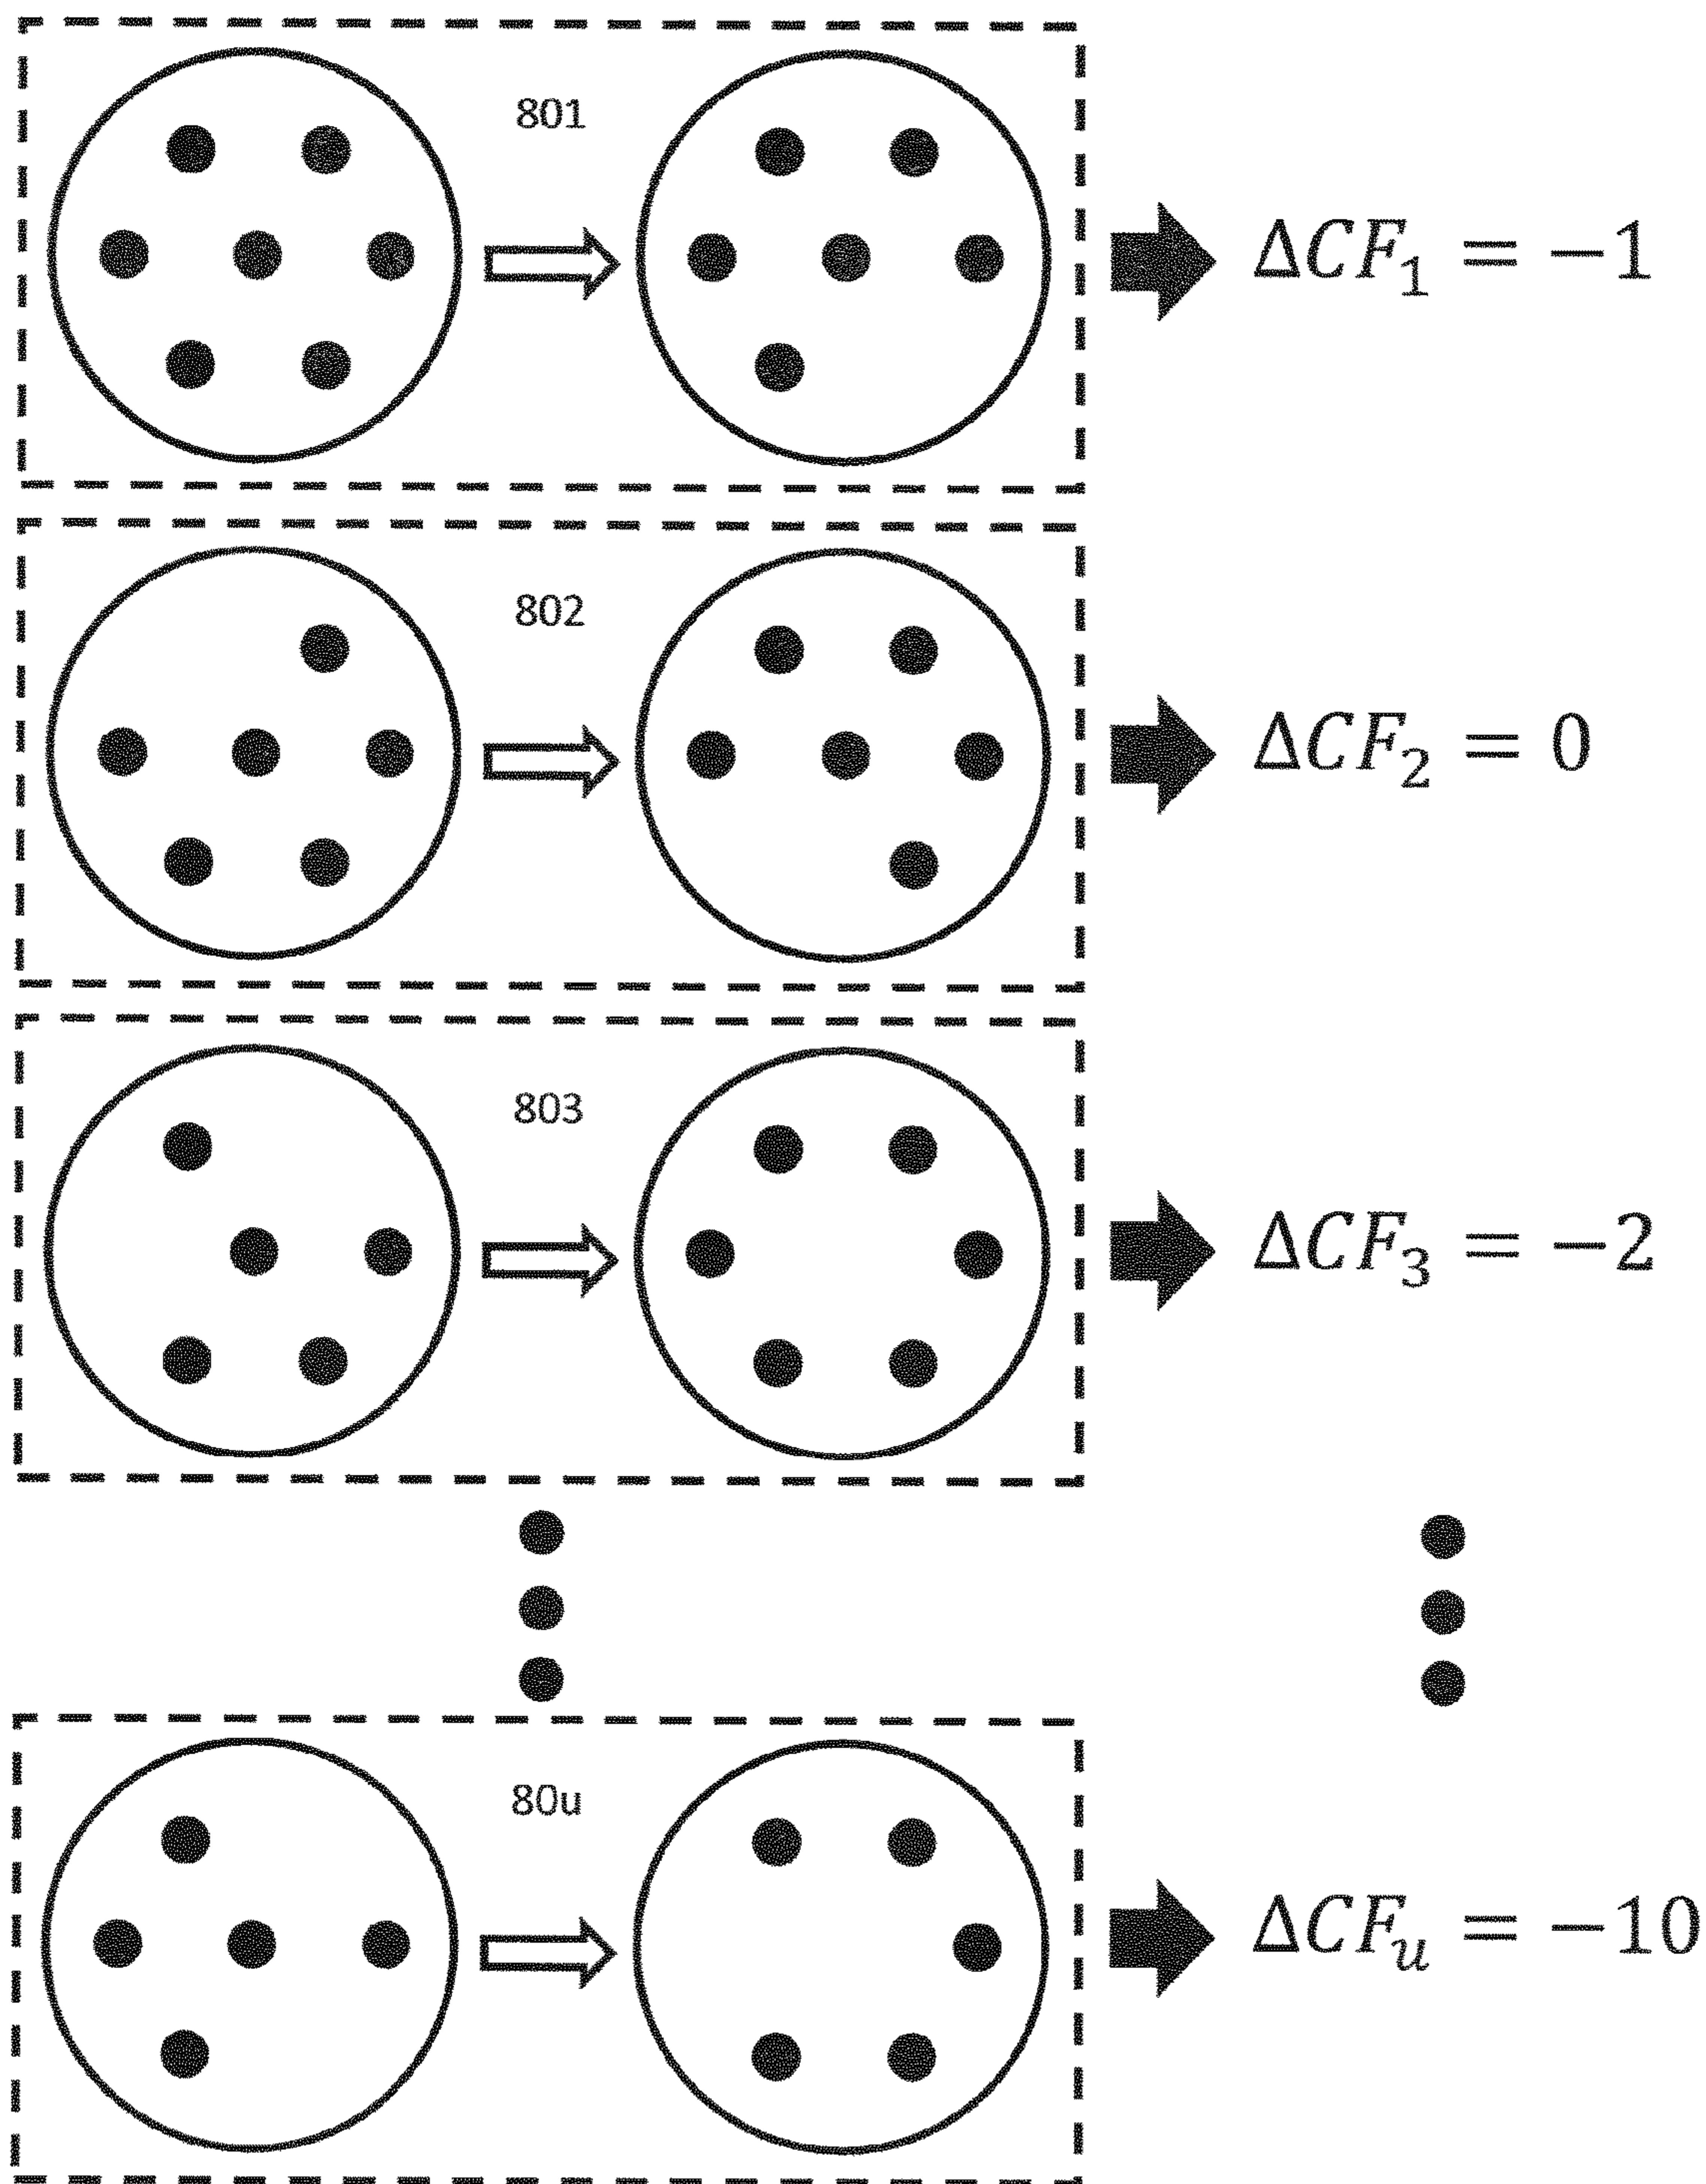 801
ΔCF₁ = −1
802
ΔCF₂ = 0
803
ΔCF₃ = −2
80u
ΔCFᵤ = −10